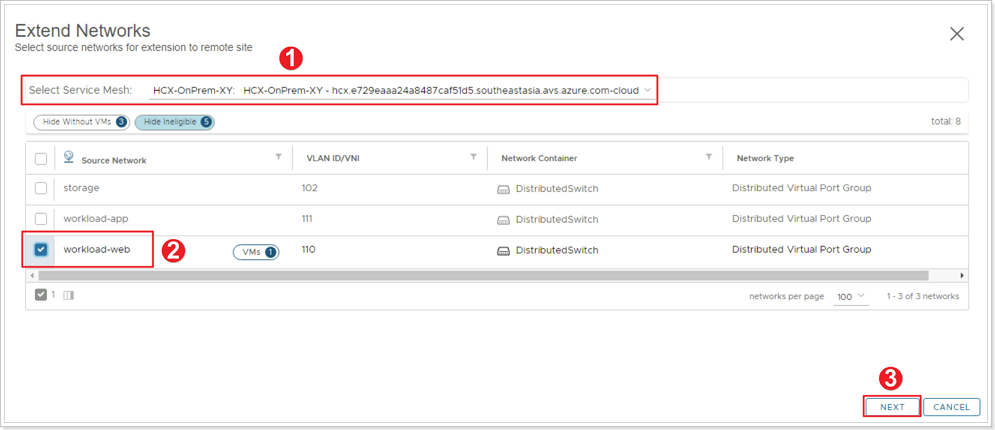 Extend Networks
Select source networks for extension to remote site
1
Select Service Mesh: HCX-OnPrem-XY: HCX-OnPrem-XY - hcx.e729eaaa24a8487caf51d5.southeastasia.avs.azure.com-cloud
Hide Without VMs 3 Hide Ineligible 5 total: 8
Source Network VLAN ID/VNI Network Container Network Type
storage 102 DistributedSwitch Distributed Virtual Port Group
workload-app 111 DistributedSwitch Distributed Virtual Port Group
workload-web VMs 1 110 DistributedSwitch Distributed Virtual Port Group
2
1 networks per page 100 1 - 3 of 3 networks
3
NEXT CANCEL